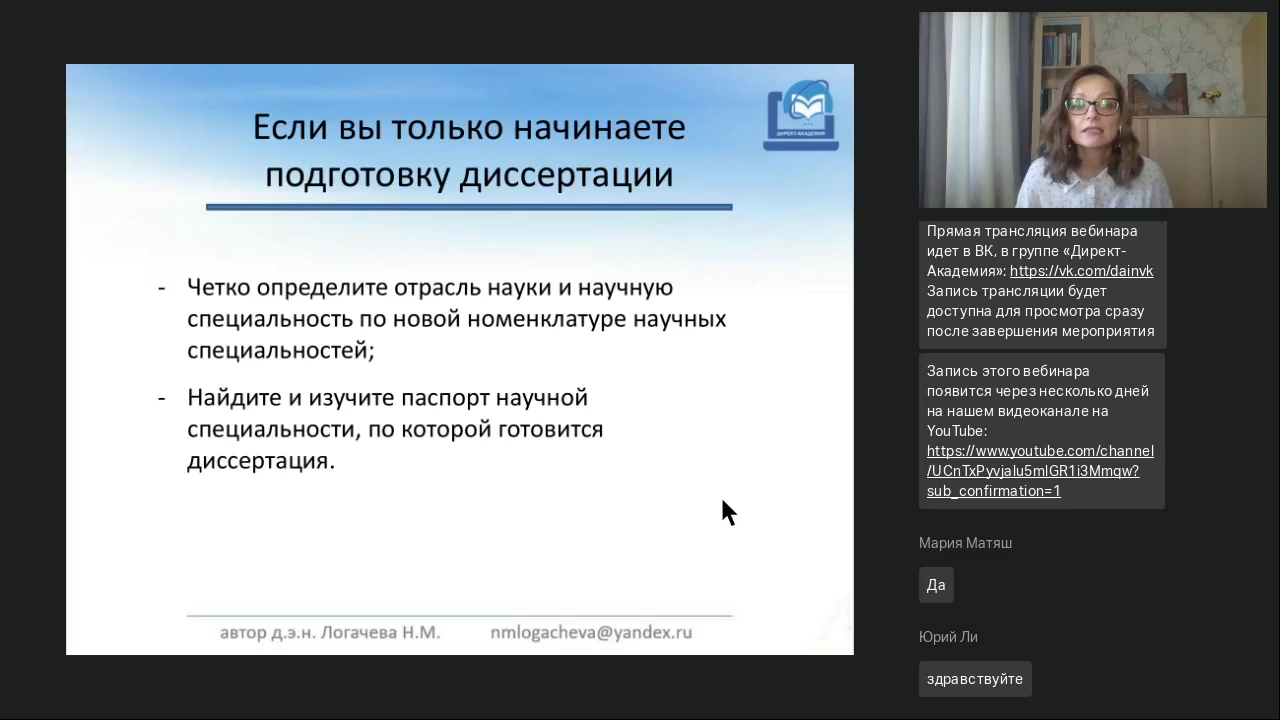 Если вы только начинаете
подготовку диссертации
ДИРЕКТ-АКАДЕМИЯ
- Четко определите отрасль науки и научную
специальность по новой номенклатуре научных
специальностей;
- Найдите и изучите паспорт научной
специальности, по которой готовится
диссертация.
автор д.э.н. Логачева Н.М. nmlogacheva@yandex.ru
Прямая трансляция вебинара
идет в ВК, в группе «Директ-
Академия»: https://vk.com/dainvk
Запись трансляции будет
доступна для просмотра сразу
после завершения мероприятия
Запись этого вебинара
появится через несколько дней
на нашем видеоканале на
YouTube:
https://www.youtube.com/channel
/UCnTxPyvjalu5mlGR1i3Mmqw?
sub_confirmation=1
Мария Матяш
Да
Юрий Ли
здравствуйте